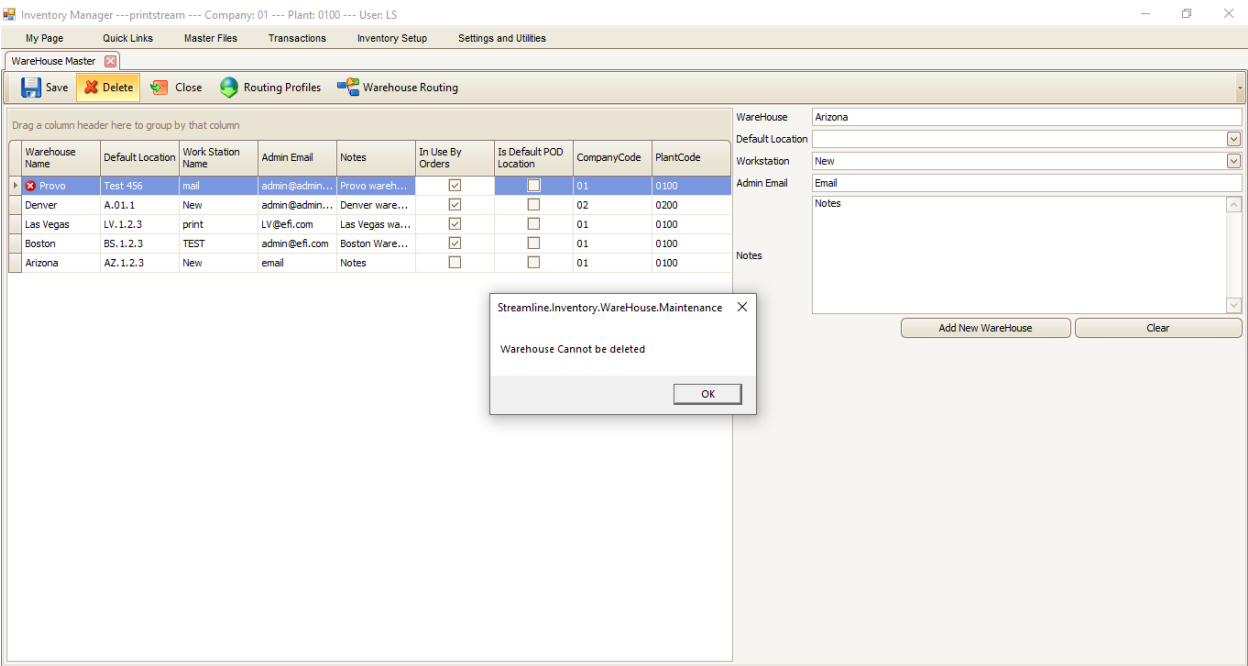 Inventory Manager ---printstream --- Company: 01 --- Plant: 0100 --- User: LS
My Page Quick Links Master Files Transactions Inventory Setup Settings and Utilities
WareHouse Master
Save Delete Close Routing Profiles Warehouse Routing
Drag a column header here to group by that column
Warehouse Name Default Location Work Station Name Admin Email Notes In Use By Orders Is Default POD Location CompanyCode PlantCode
Provo Test 456 mail admin@admin... Provo wareh... 01 0100
Denver A.01.1 New admin@admin... Denver ware... 02 0200
Las Vegas LV.1.2.3 print LV@efi.com Las Vegas wa... 01 0100
Boston BS.1.2.3 TEST admin@efi.com Boston Ware... 01 0100
Arizona AZ.1.2.3 New email Notes 01 0100
WareHouse Arizona
Default Location
Workstation New
Admin Email Email
Notes
Notes
Add New WareHouse Clear
Streamline.Inventory.WareHouse.Maintenance
Warehouse Cannot be deleted
OK